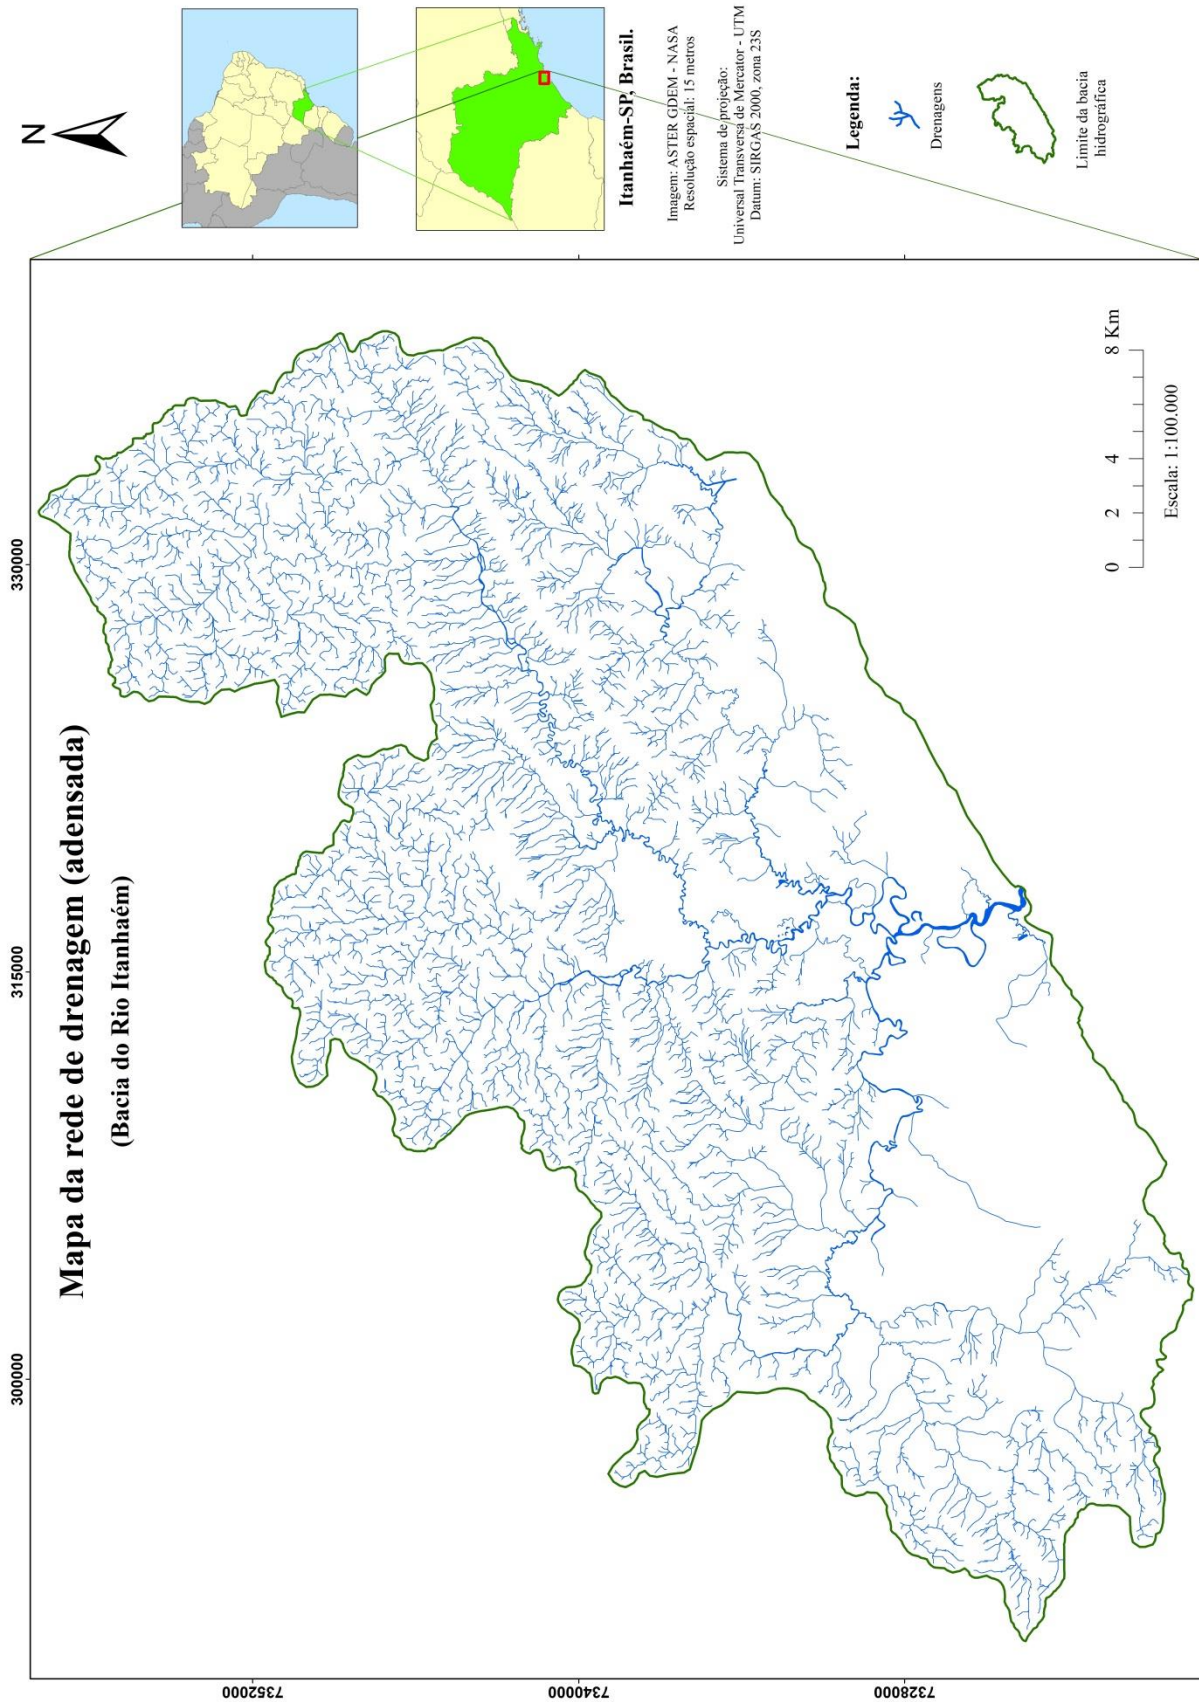 Mapa da rede de drenagem (adensada)
(Bacia do Rio Itanhaém)
300000
315000
330000
7352000
7340000
7328000
0 2 4 8 Km
Escala: 1:100.000
N
Itanhaém-SP, Brasil.
Imagem: ASTER GDEM - NASA
Resolução espacial: 15 metros
Sistema de projeção:
Universal Transversa de Mercator - UTM
Datum: SIRGAS 2000, zona 23S
Legenda:
Drenagens
Limite da bacia
hidrográfica